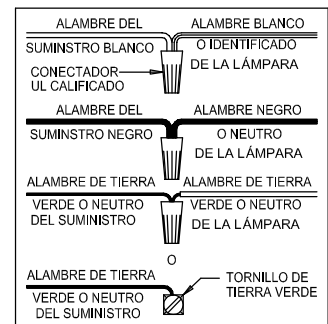 ALAMBRE DEL ALAMBRE BLANCO
SUMINSTRO BLANCO O IDENTIFICADO
CONECTADOR DE LA LÁMPARA
UL CALIFICADO
ALAMBRE DEL ALAMBRE NEGRO
SUMINSTRO NEGRO O NEUTRO
DE LA LÁMPARA
ALAMBRE DE TIERRA ALAMBRE DE TIERRA
VERDE O NEUTRO VERDE O NEUTRO
DEL SUMINISTRO DE LA LÁMPARA
O
ALAMBRE DE TIERRA TORNILLO DE
VERDE O NEUTRO TIERRA VERDE
DEL SUMINISTRO